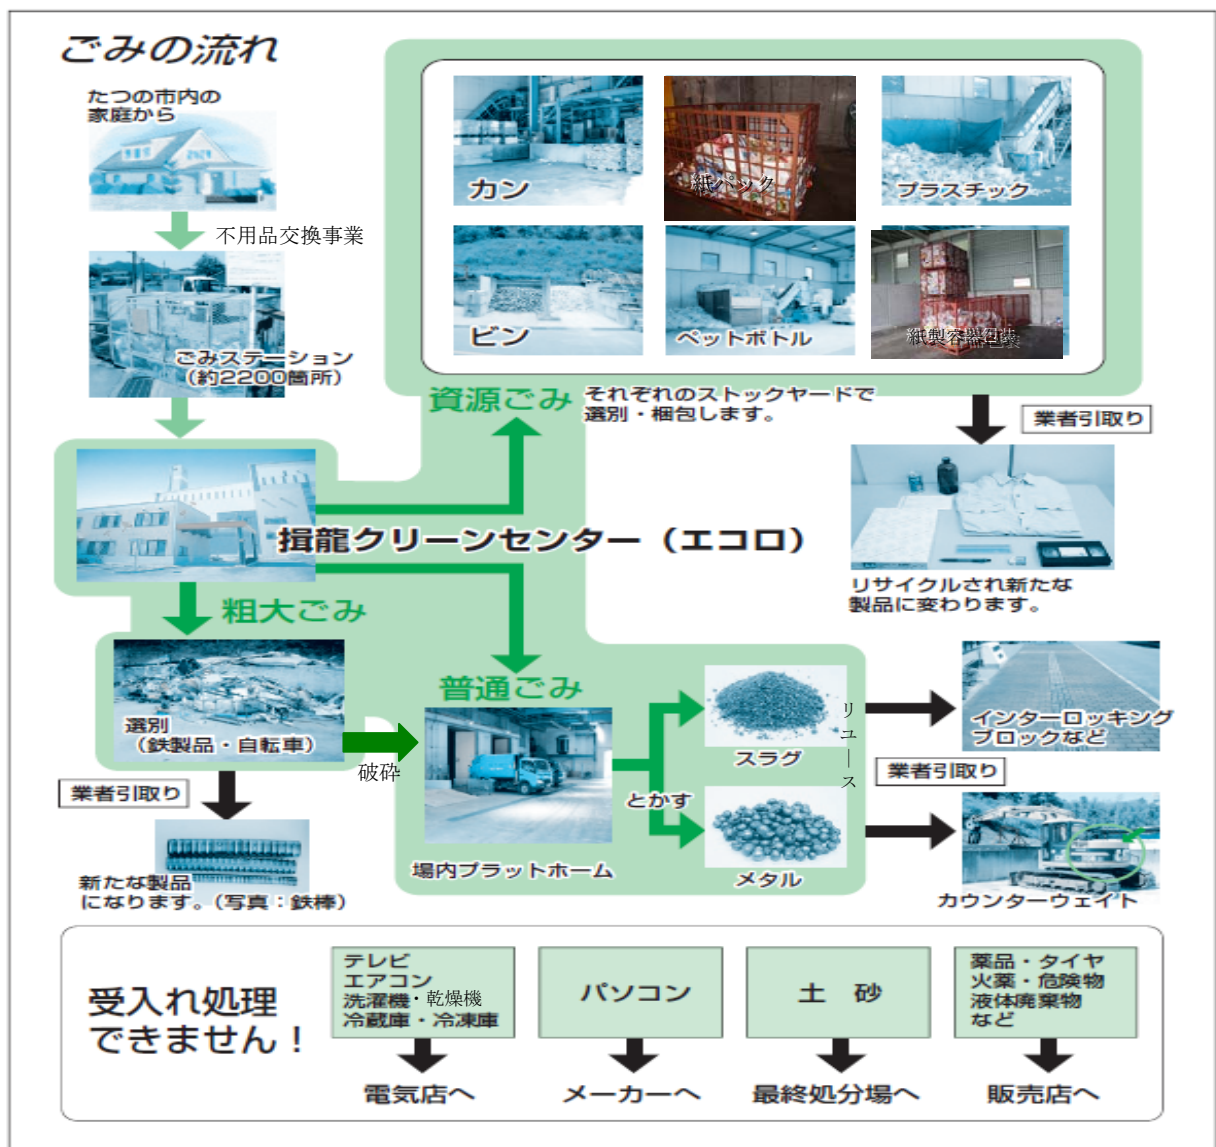 ごみの流れ
たつの市内の
家庭から
不用品交換事業
ごみステーション
（約2200箇所）
カン
紙パック
プラスチック
ビン
ペットボトル
紙製容器包装
資源ごみ
それぞれのストックヤードで
選別・梱包します。
業者引取り
リサイクルされ新たな
製品に変わります。
揖龍クリーンセンター（エコロ）
粗大ごみ
選別
（鉄製品・自転車）
破砕
業者引取り
新たな製品
になります。（写真：鉄棒）
普通ごみ
場内プラットホーム
とかす
スラグ
メタル
リユース
業者引取り
インターロッキング
ブロックなど
カウンターウェイト
受入れ処理
できません！
テレビ
エアコン
洗濯機・乾燥機
冷蔵庫・冷凍庫
電気店へ
パソコン
メーカーへ
土 砂
最終処分場へ
薬品・タイヤ
火薬・危険物
液体廃棄物
など
販売店へ